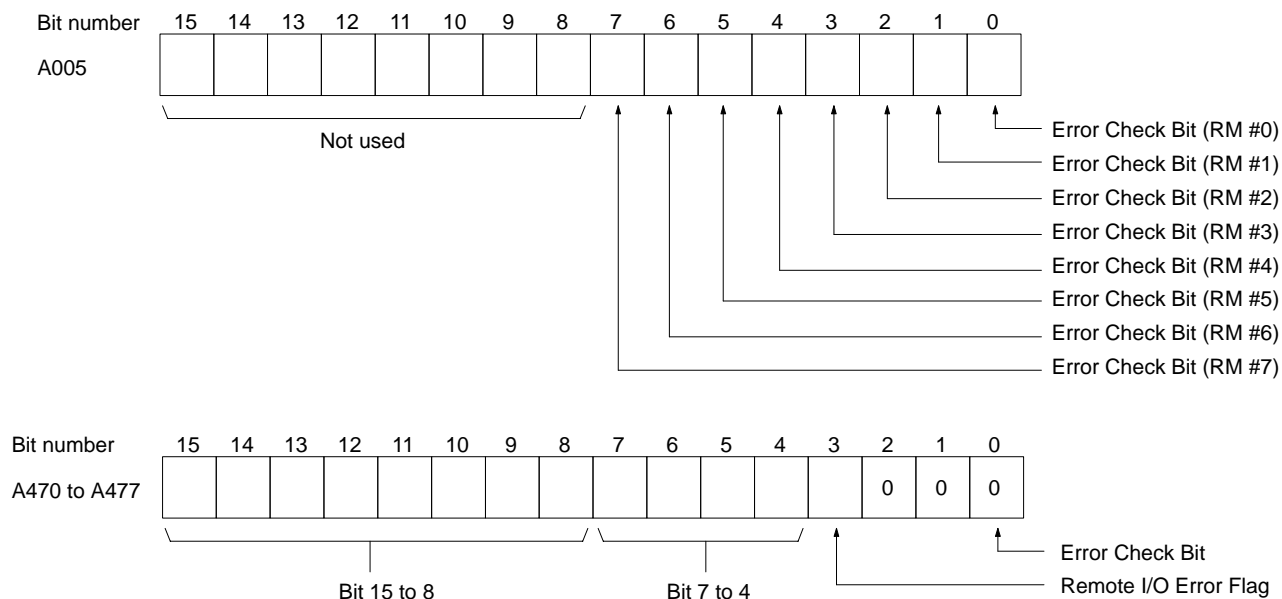 Bit number 15 14 13 12 11 10 9 8 7 6 5 4 3 2 1 0
A005
Not used
Error Check Bit (RM #0)
Error Check Bit (RM #1)
Error Check Bit (RM #2)
Error Check Bit (RM #3)
Error Check Bit (RM #4)
Error Check Bit (RM #5)
Error Check Bit (RM #6)
Error Check Bit (RM #7)
Bit number 15 14 13 12 11 10 9 8 7 6 5 4 3 2 1 0
A470 to A477 0 0 0
Error Check Bit
Bit 15 to 8 Bit 7 to 4 Remote I/O Error Flag